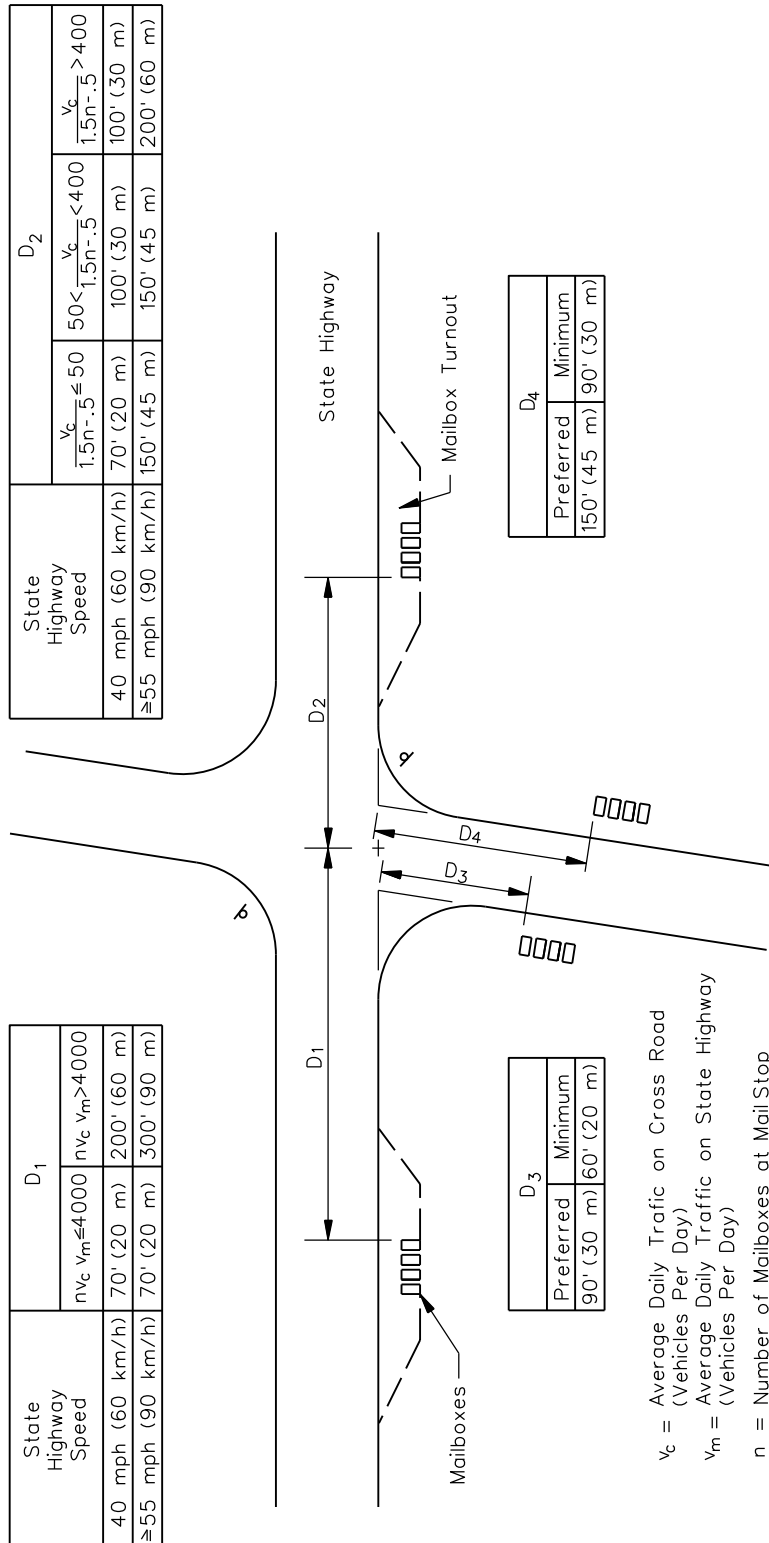 State Highway Speed | D1
nvc vm≤4000 | nvc vm>4000
40 mph (60 km/h) | 70' (20 m) | 200' (60 m)
≥55 mph (90 km/h) | 70' (20 m) | 300' (90 m)
State Highway Speed | D2
vc/1.5n-.5 ≤ 50 | 50< vc/1.5n-.5 <400 | vc/1.5n-.5 >400
40 mph (60 km/h) | 70' (20 m) | 100' (30 m) | 100' (30 m)
≥55 mph (90 km/h) | 150' (45 m) | 150' (45 m) | 200' (60 m)
D1
D2
State Highway
Mailboxes
Mailbox Turnout
D3
D4
D3
Preferred | Minimum
90' (30 m) | 60' (20 m)
D4
Preferred | Minimum
150' (45 m) | 90' (30 m)
vc = Average Daily Trafic on Cross Road
(Vehicles Per Day)
vm = Average Daily Traffic on State Highway
(Vehicles Per Day)
n = Number of Mailboxes at Mail Stop